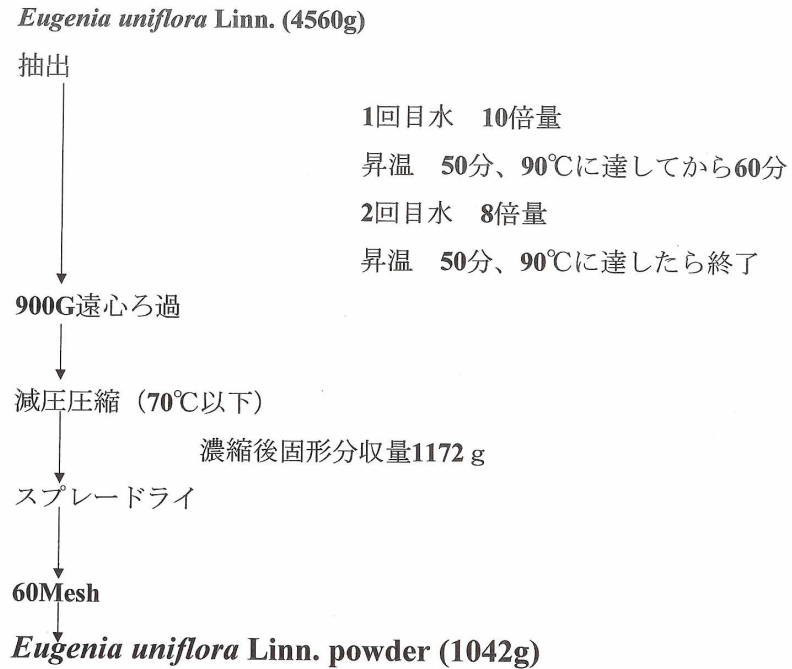 Eugenia uniflora Linn. (4560g)
抽出
1回目水　10倍量
昇温　50分、90℃に達してから60分
2回目水　8倍量
昇温　50分、90℃に達したら終了
900G遠心ろ過
減圧圧縮（70℃以下）
濃縮後固形分収量1172ｇ
スプレードライ
60Mesh
Eugenia uniflora Linn. powder (1042g)